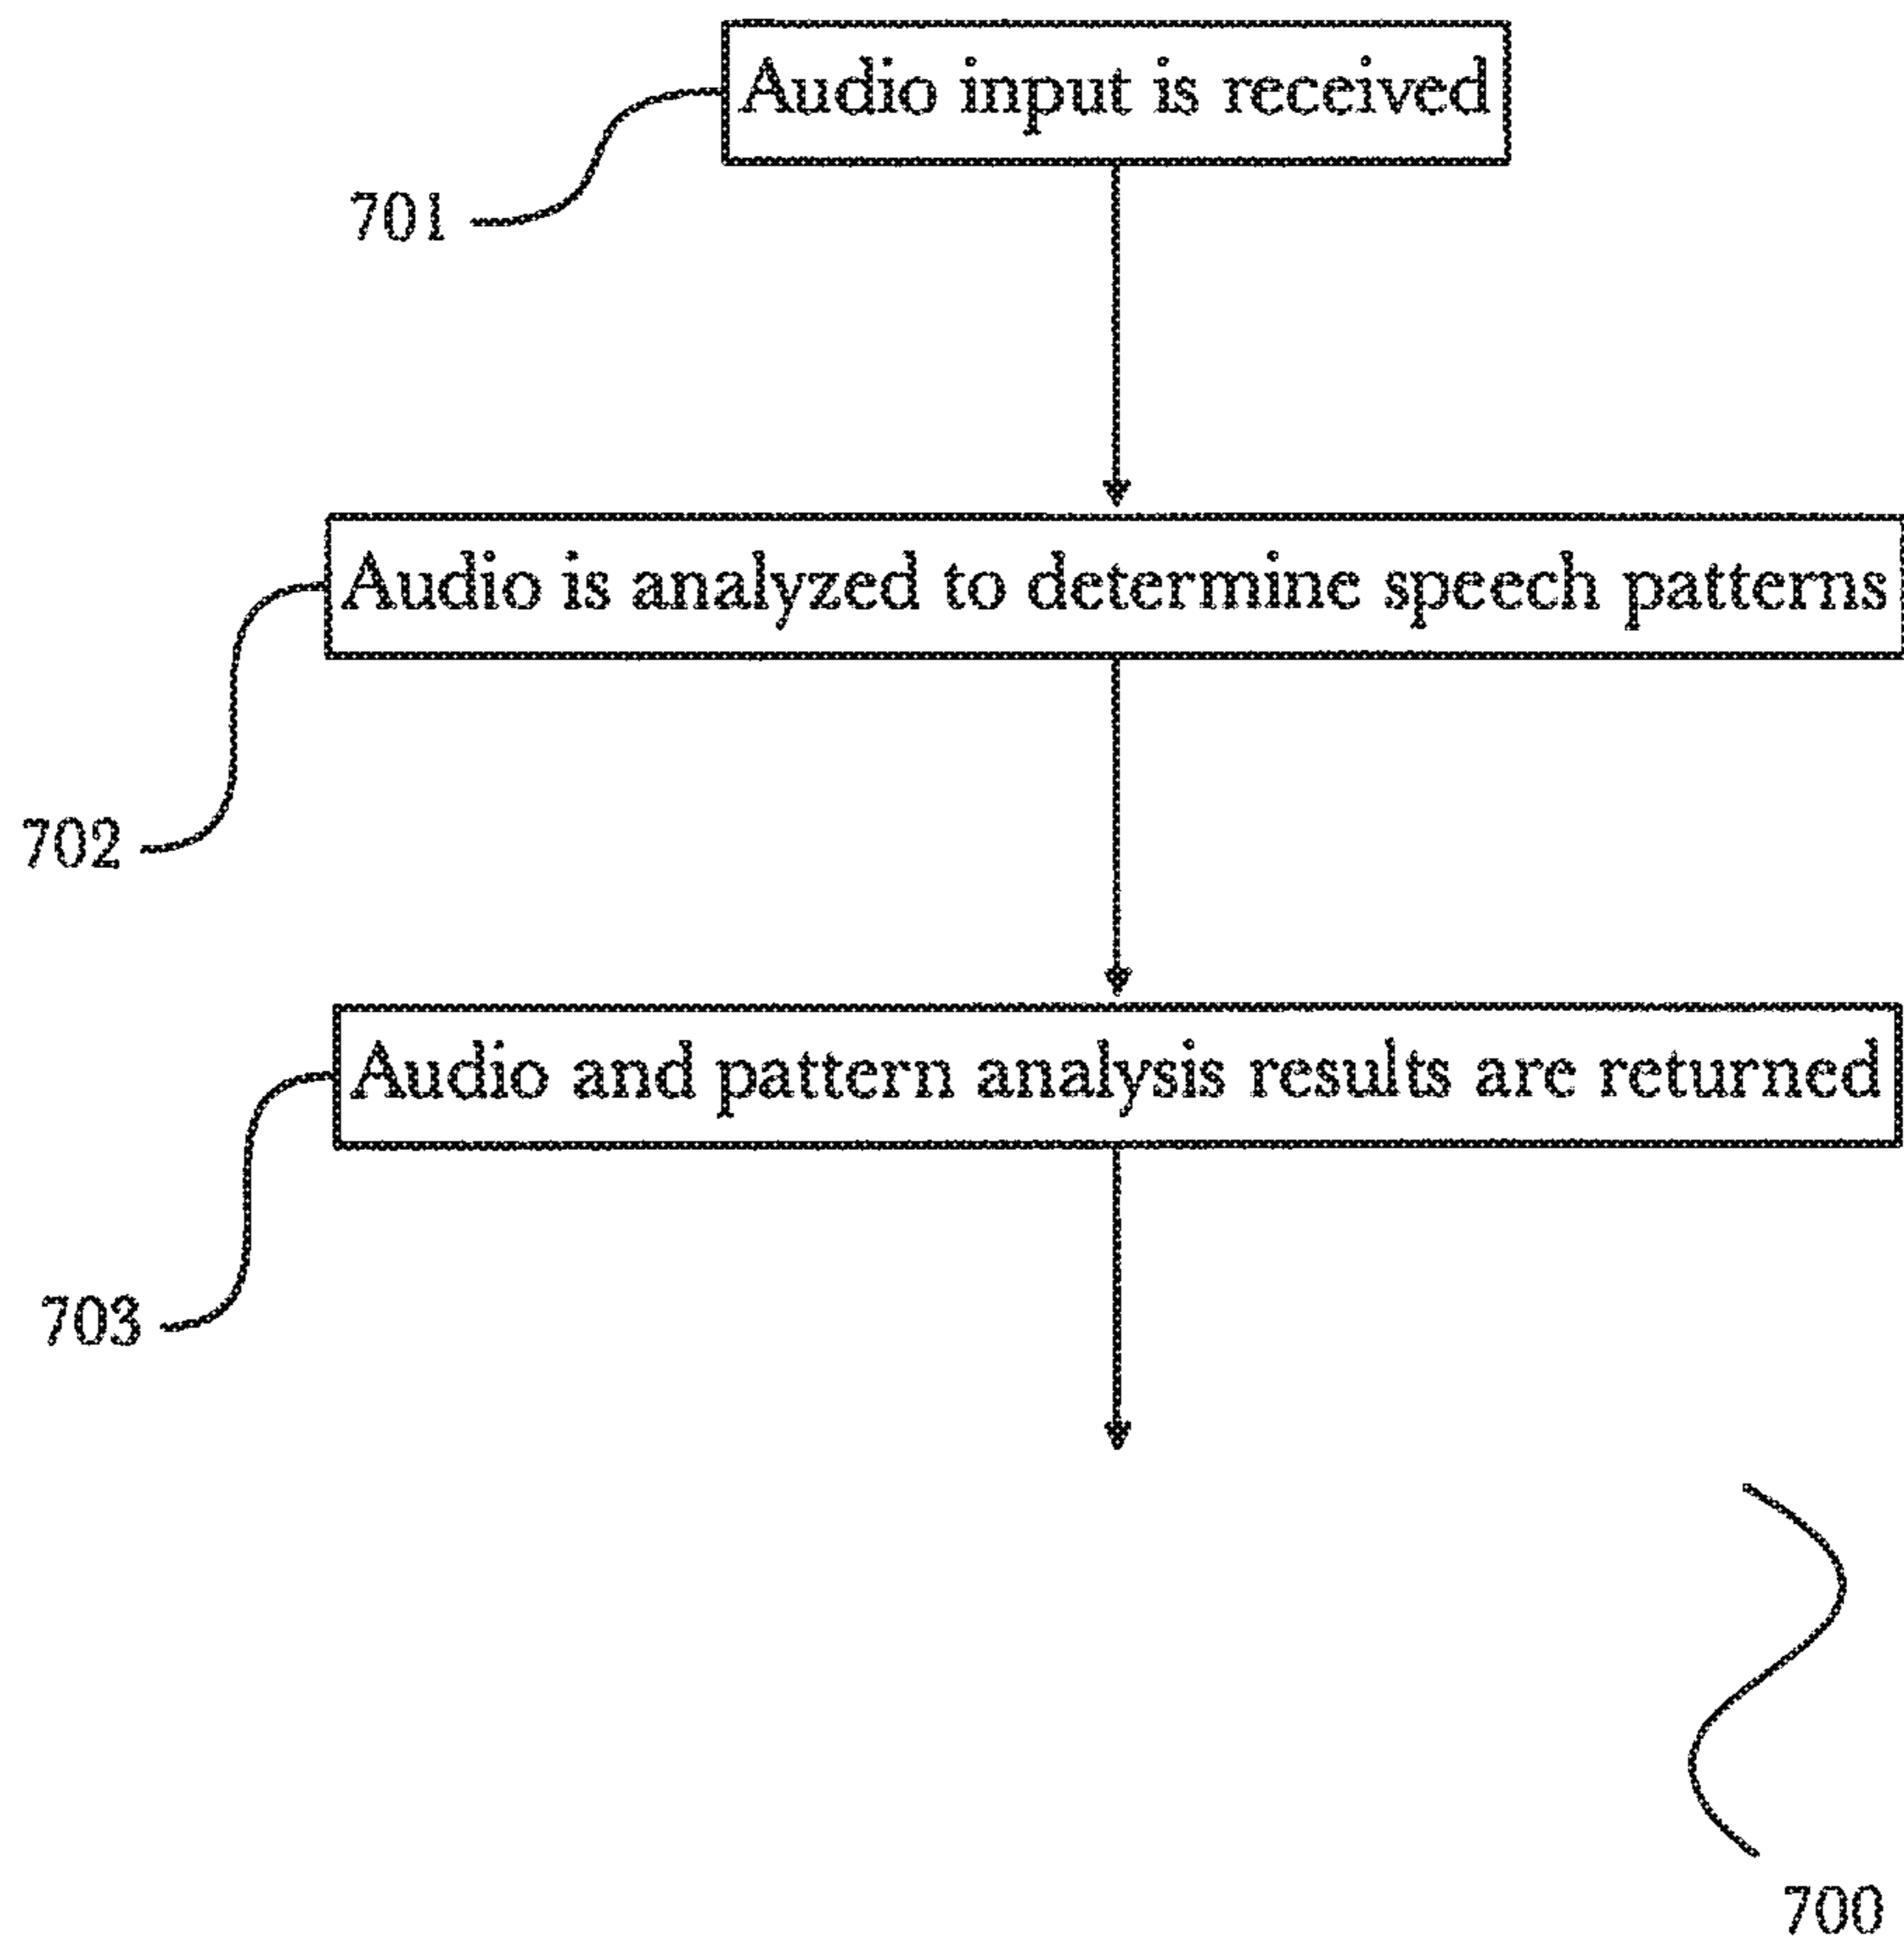 Audio input is received
701
Audio is analyzed to determine speech patterns
702
Audio and pattern analysis results are returned
703
700